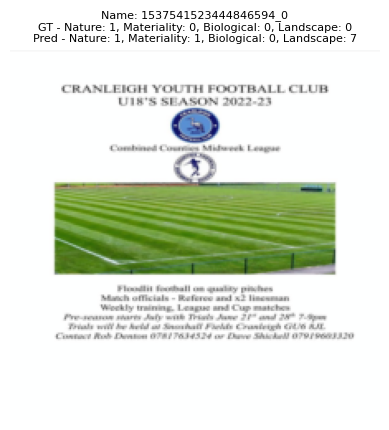 Name: 1537541523444846594_0
GT - Nature: 1, Materiality: 0, Biological: 0, Landscape: 0
Pred - Nature: 1, Materiality: 1, Biological: 0, Landscape: 7
CRANLEIGH YOUTH FOOTBALL CLUB
U18'S SEASON 2022-23
Combined Counties Midweek League
Floodlit football on quality pitches
Match officials - Referee and x2 linesman
Weekly training, League and Cup matches
Pre-season starts July with Trials June 21st and 28th 7-9pm
Trials will be held at Snoxhall Fields Cranleigh GU6 8JL
Contact Rob Denton 07817634524 or Dave Shickell 07919603320